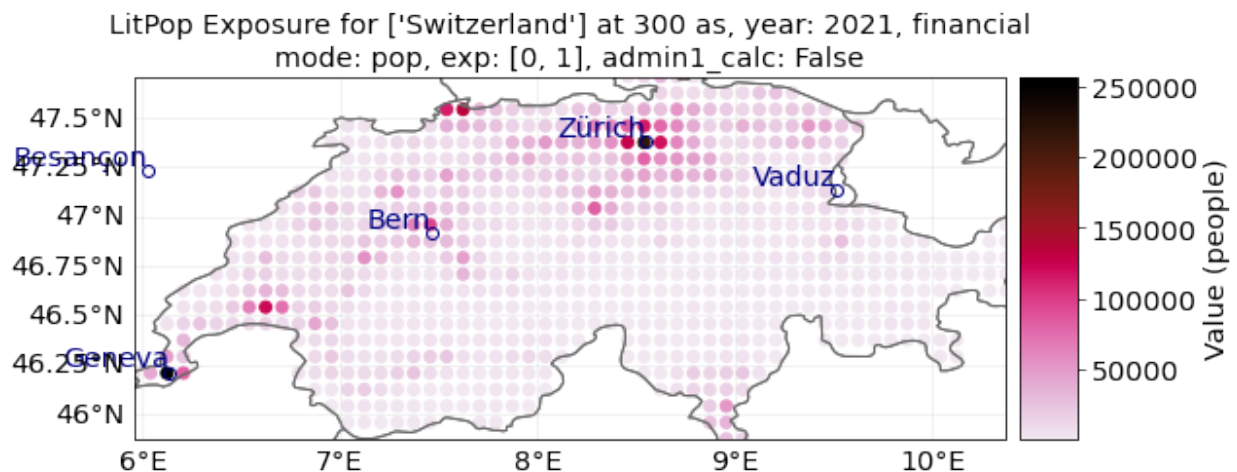 LitPop Exposure for ['Switzerland'] at 300 as, year: 2021, financial
mode: pop, exp: [0, 1], admin1_calc: False
47.5°N
47.25°N
47°N
46.75°N
46.5°N
46.25°N
46°N
Zürich
Besançon
Vaduz
Bern
Geneva
6°E
7°E
8°E
9°E
10°E
250000
200000
150000
100000
50000
Value (people)